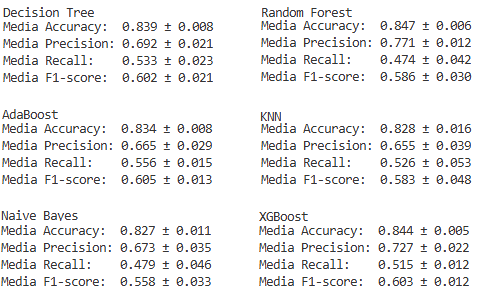 Decision Tree
Media Accuracy:  0.839 ± 0.008
Media Precision: 0.692 ± 0.021
Media Recall:    0.533 ± 0.023
Media F1-score:  0.602 ± 0.021
Random Forest
Media Accuracy:  0.847 ± 0.006
Media Precision: 0.771 ± 0.012
Media Recall:    0.474 ± 0.042
Media F1-score:  0.586 ± 0.030
AdaBoost
Media Accuracy:  0.834 ± 0.008
Media Precision: 0.665 ± 0.029
Media Recall:    0.556 ± 0.015
Media F1-score:  0.605 ± 0.013
KNN
Media Accuracy:  0.828 ± 0.016
Media Precision: 0.655 ± 0.039
Media Recall:    0.526 ± 0.053
Media F1-score:  0.583 ± 0.048
Naive Bayes
Media Accuracy:  0.827 ± 0.011
Media Precision: 0.673 ± 0.035
Media Recall:    0.479 ± 0.046
Media F1-score:  0.558 ± 0.033
XGBoost
Media Accuracy:  0.844 ± 0.005
Media Precision: 0.727 ± 0.022
Media Recall:    0.515 ± 0.012
Media F1-score:  0.603 ± 0.012